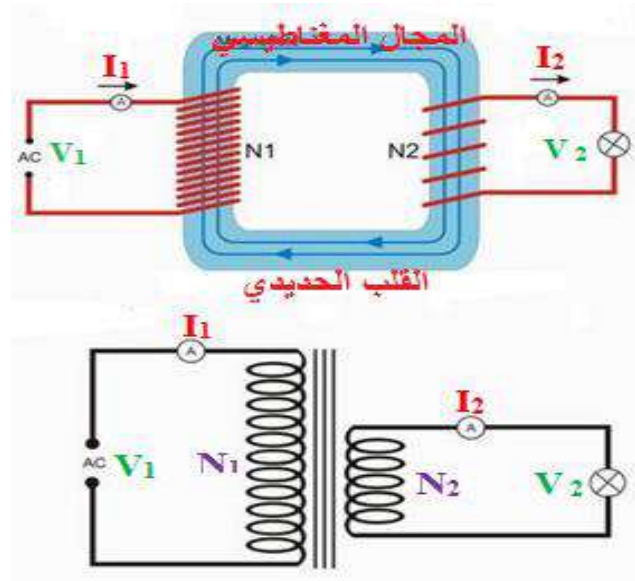 المجال المغناطيسي
I1 I2
A A
AC V1 N1 N2 V2
القلب الحديدي
I1
A
I2
A
AC V1 N1 N2 V2